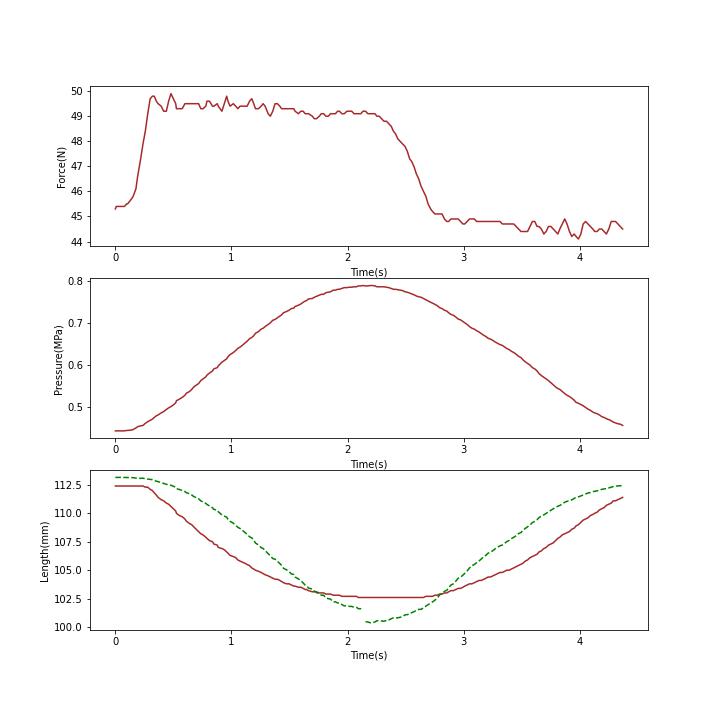 50
49
48
47
46
45
44
Force(N)
0 1 2 3 4
Time(s)
0.8
0.7
0.6
0.5
Pressure(MPa)
0 1 2 3 4
Time(s)
112.5
110.0
107.5
105.0
102.5
100.0
Length(mm)
0 1 2 3 4
Time(s)